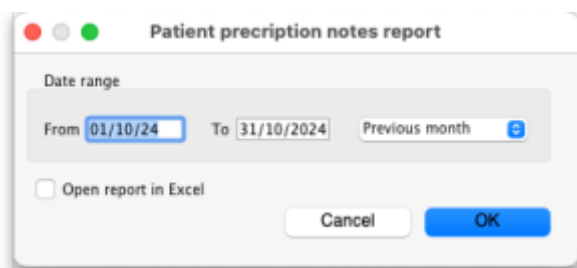 Patient precription notes report
Date range
From 01/10/24 To 31/10/2024 Previous month
Open report in Excel
Cancel OK